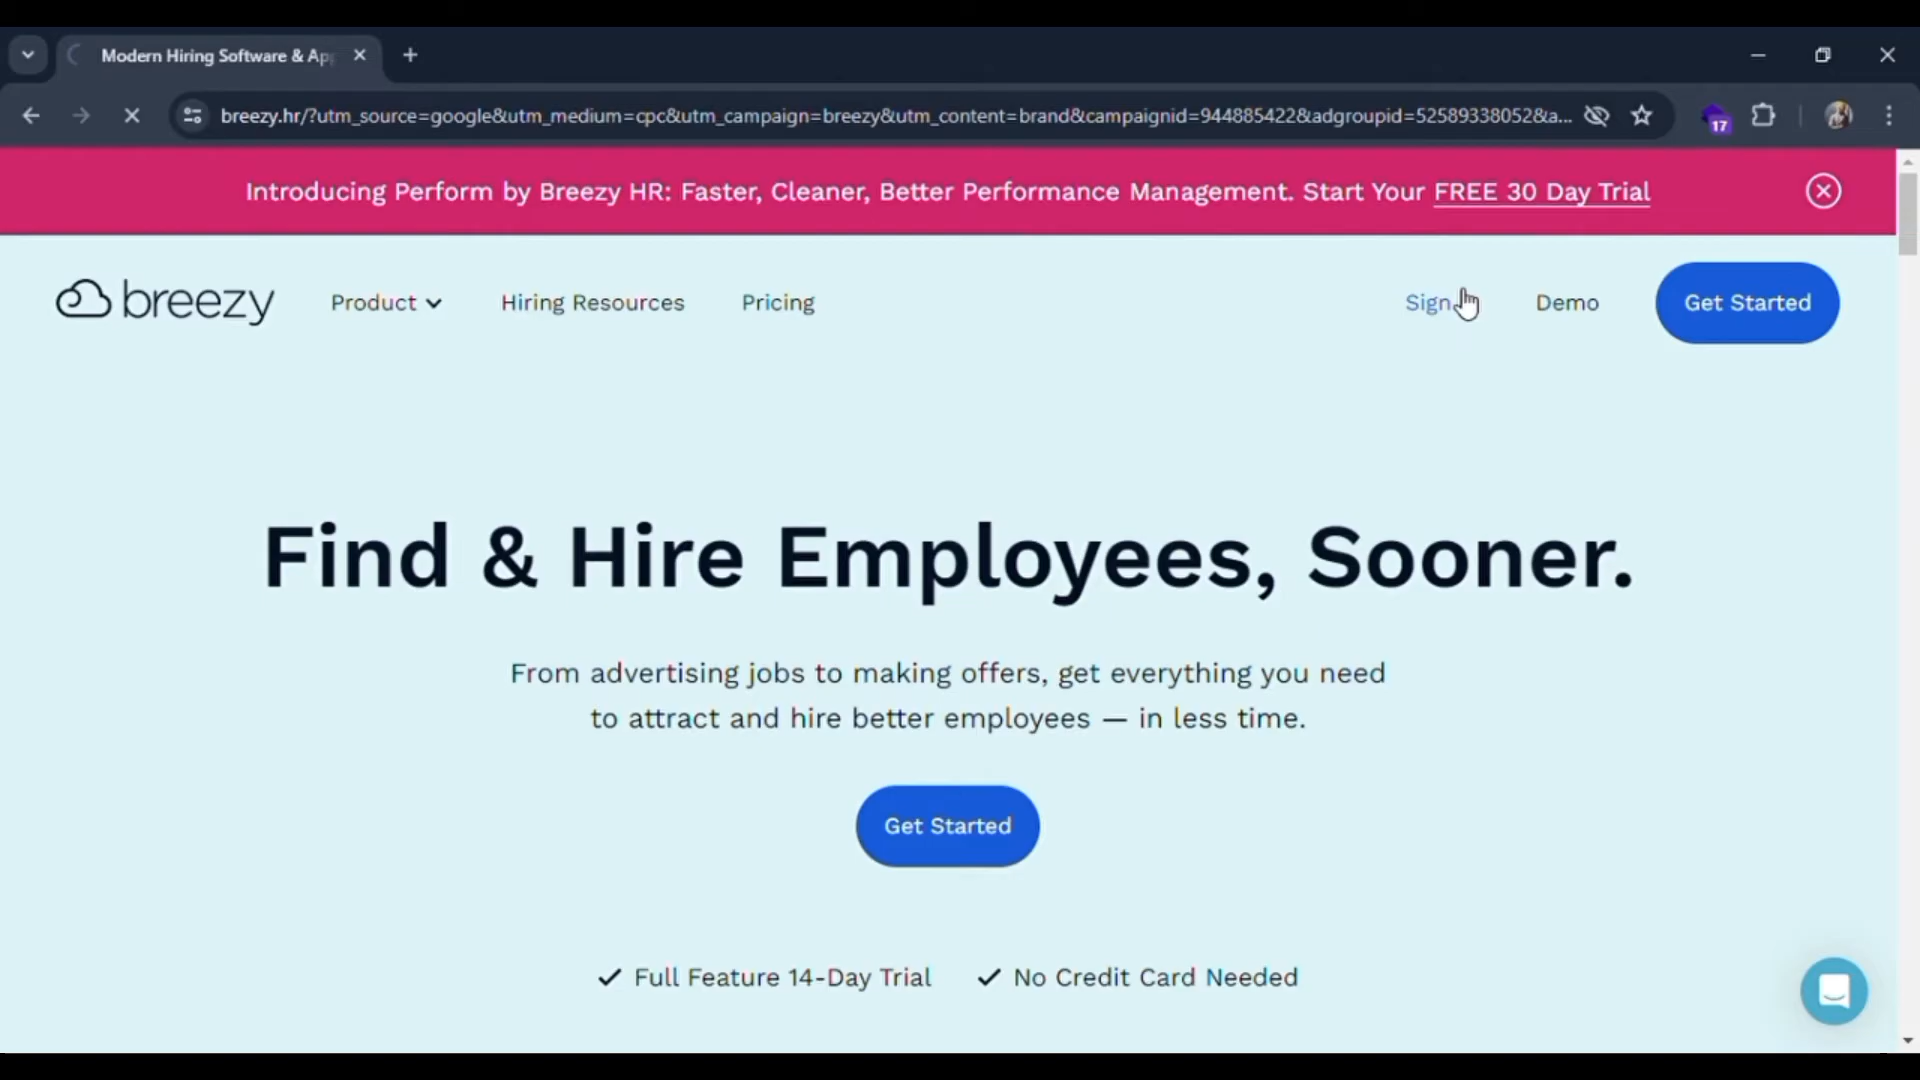 Modern Hiring Software & Ap
breezy.hr/?utm_source=google&utm_medium=cpc&utm_campaign=breezy&utm_content=brand&campaignid=944885422&adgroupid=52589338052&a...
17
Introducing Perform by Breezy HR: Faster, Cleaner, Better Performance Management. Start Your FREE 30 Day Trial
breezy
Product
Hiring Resources
Pricing
Sign
Demo
Get Started
Find & Hire Employees, Sooner.
From advertising jobs to making offers, get everything you need
to attract and hire better employees — in less time.
Get Started
Full Feature 14-Day Trial
No Credit Card Needed